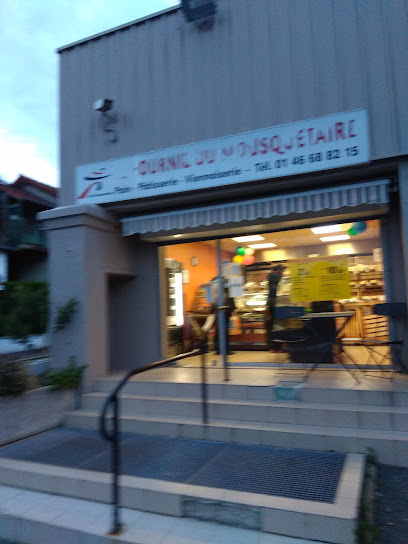 FOURNIL DU MOUSQUETAIRE
Pain - Pâtisserie - Viennoiserie - Tél. 01 46 68 82 15